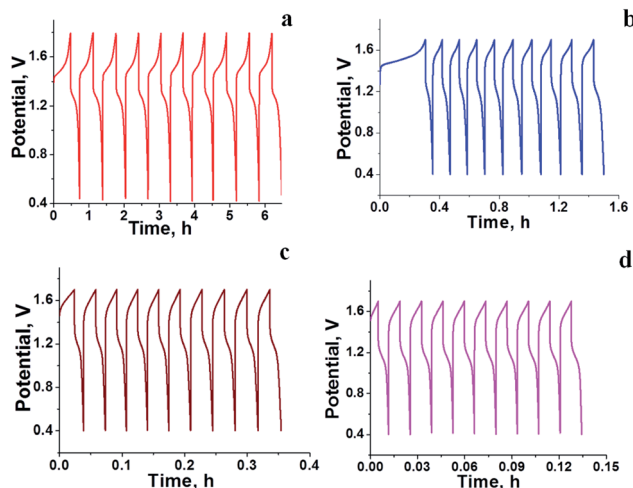 a
Potential, V
1.6
1.2
0.8
0.4
0 1 2 3 4 5 6
Time, h
b
Potential, V
1.6
1.2
0.8
0.4
0.0 0.4 0.8 1.2 1.6
Time, h
c
Potential, V
1.6
1.2
0.8
0.4
0.0 0.1 0.2 0.3 0.4
Time, h
d
Potential, V
1.6
1.2
0.8
0.4
0.00 0.03 0.06 0.09 0.12 0.15
Time, h